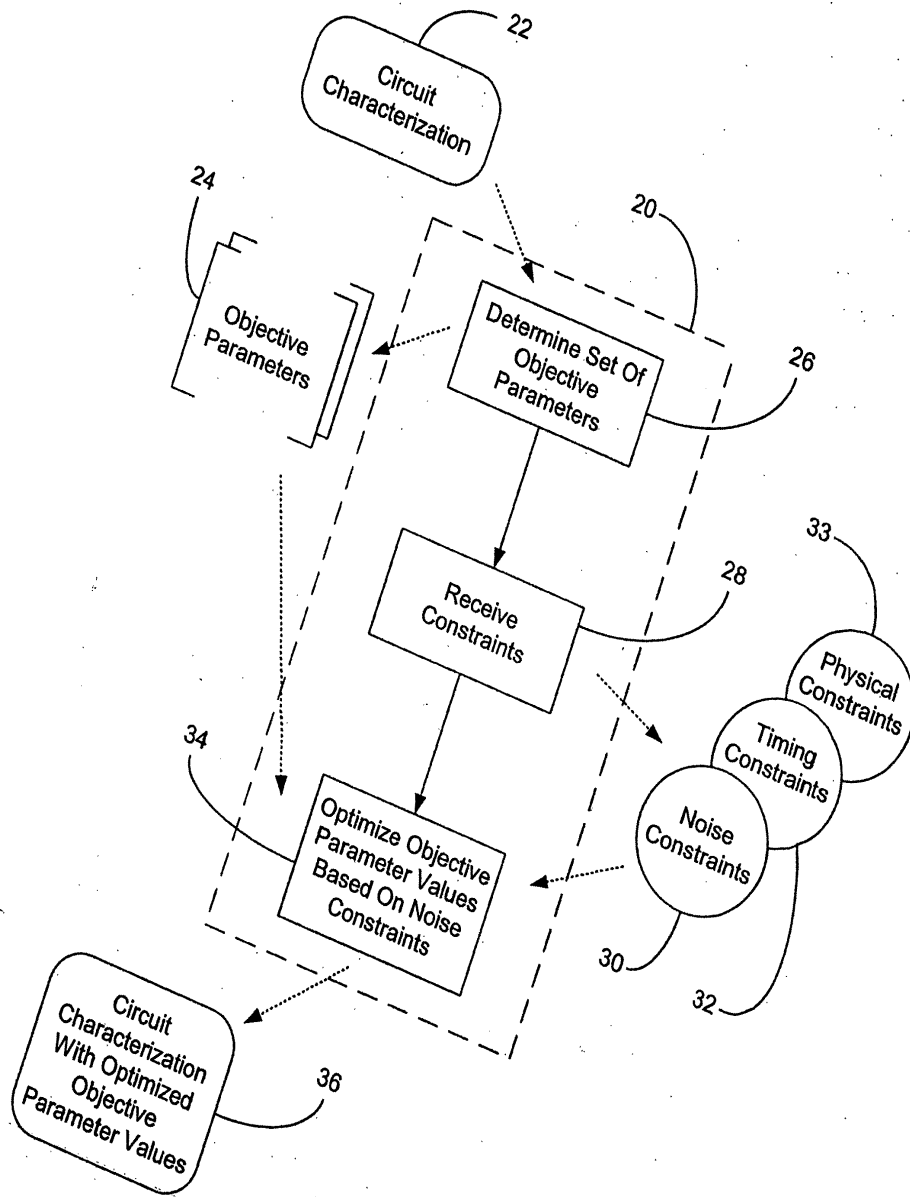 22
Circuit
Characterization
24
20
Objective
Parameters
Determine Set Of
Objective
Parameters
26
33
28
Receive
Constraints
Physical
Constraints
34
Timing
Constraints
Noise
Constraints
Optimize Objective
Parameter Values
Based On Noise
Constraints
30
32
Circuit
Characterization
With Optimized
Objective
Parameter Values
36